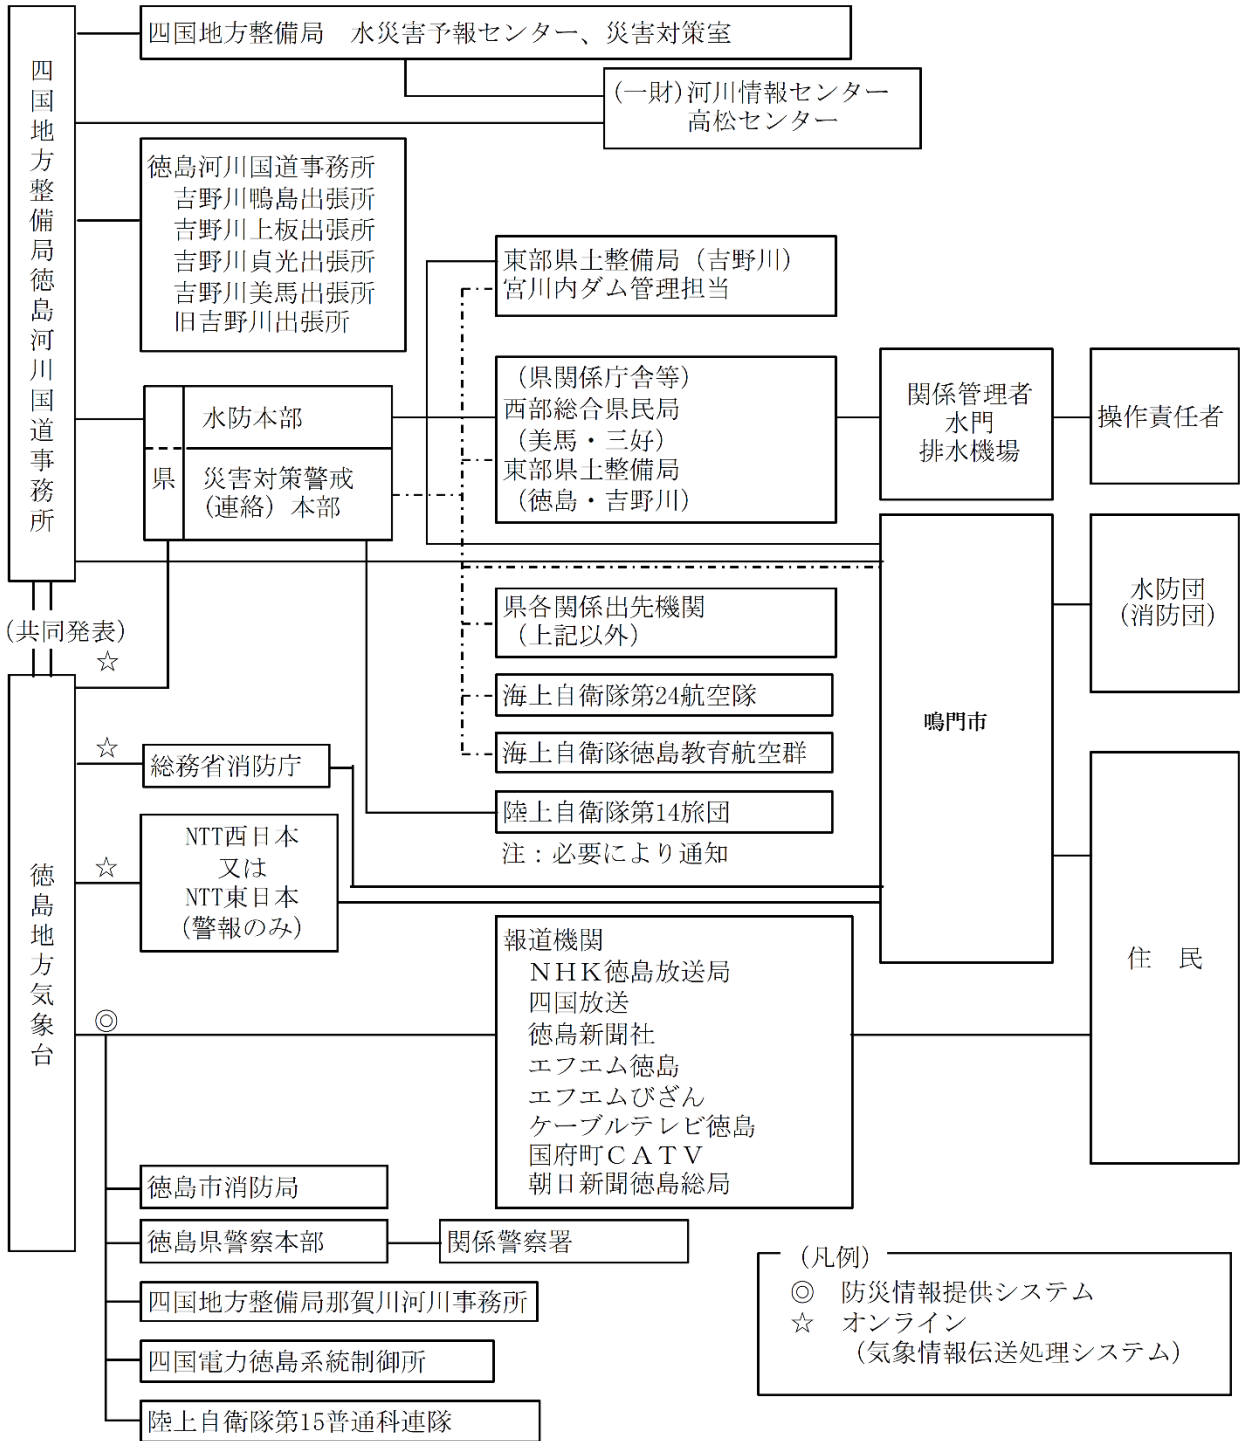 四国地方整備局徳島河川国道事務所
四国地方整備局　水災害予報センター、災害対策室
(一財)河川情報センター
高松センター
徳島河川国道事務所
吉野川鴨島出張所
吉野川上板出張所
吉野川貞光出張所
吉野川美馬出張所
旧吉野川出張所
東部県土整備局（吉野川）
宮川内ダム管理担当
県
水防本部
災害対策警戒
(連絡）本部
（県関係庁舎等）
西部総合県民局
（美馬・三好）
東部県土整備局
（徳島・吉野川）
関係管理者
水門
排水機場
操作責任者
水防団
(消防団)
県各関係出先機関
（上記以外）
海上自衛隊第24航空隊
海上自衛隊徳島教育航空群
陸上自衛隊第14旅団
注：必要により通知
鳴門市
住　民
(共同発表)
☆
徳島地方気象台
☆
総務省消防庁
☆
NTT西日本
又は
NTT東日本
(警報のみ)
◎
報道機関
ＮＨＫ徳島放送局
四国放送
徳島新聞社
エフエム徳島
エフエムびざん
ケーブルテレビ徳島
国府町ＣＡＴＶ
朝日新聞徳島総局
徳島市消防局
徳島県警察本部
関係警察署
四国地方整備局那賀川河川事務所
四国電力徳島系統制御所
陸上自衛隊第15普通科連隊
（凡例）
◎　防災情報提供システム
☆　オンライン
（気象情報伝送処理システム）